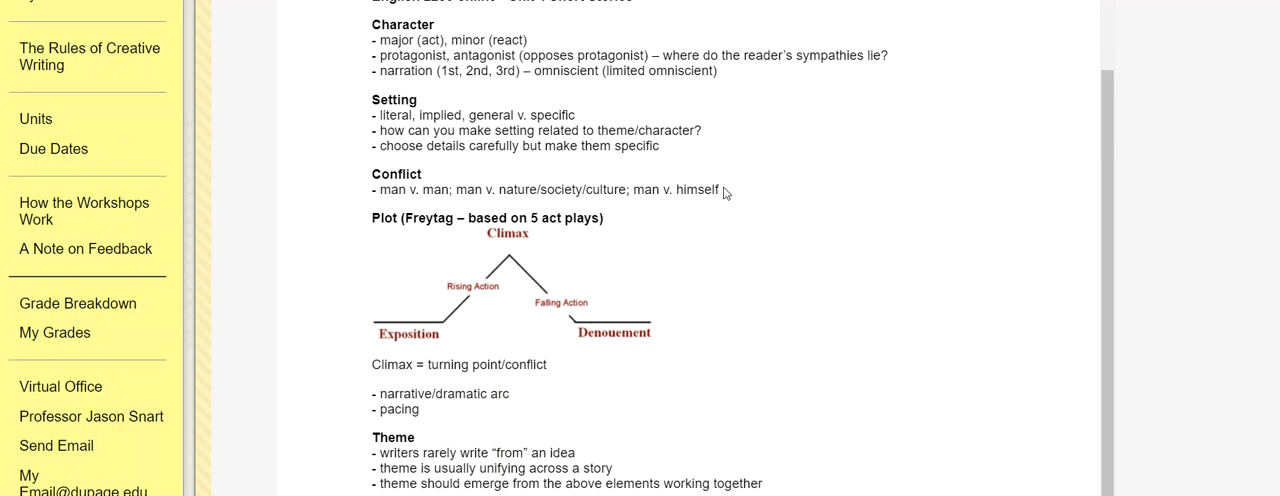 The Rules of Creative
Writing
Units
Due Dates
How the Workshops
Work
A Note on Feedback
Grade Breakdown
My Grades
Virtual Office
Professor Jason Snart
Send Email
My
Email@dupage.edu
Character
- major (act), minor (react)
- protagonist, antagonist (opposes protagonist) – where do the reader’s sympathies lie?
- narration (1st, 2nd, 3rd) – omniscient (limited omniscient)
Setting
- literal, implied, general v. specific
- how can you make setting related to theme/character?
- choose details carefully but make them specific
Conflict
- man v. man; man v. nature/society/culture; man v. himself
Plot (Freytag – based on 5 act plays)
Climax
Rising Action
Falling Action
Exposition
Denouement
Climax = turning point/conflict
- narrative/dramatic arc
- pacing
Theme
- writers rarely write “from” an idea
- theme is usually unifying across a story
- theme should emerge from the above elements working together